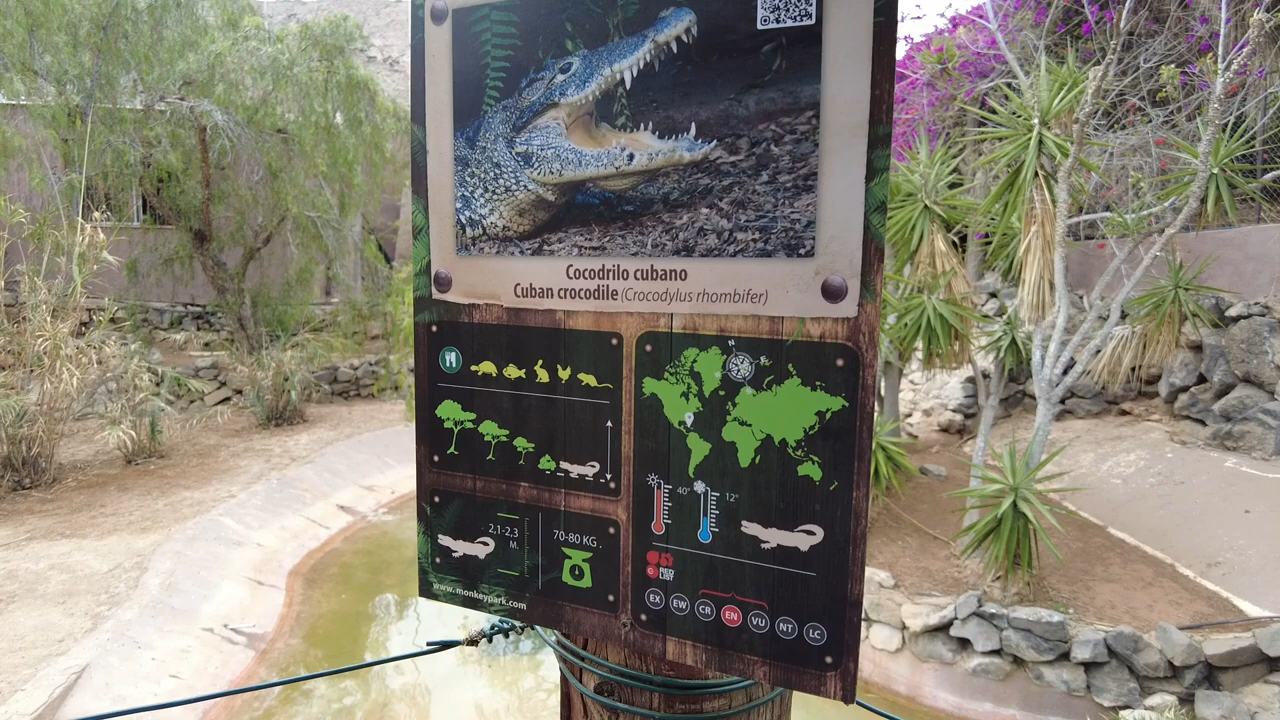 Cocodrilo cubano
Cuban crocodile (Crocodylus rhombifer)
N
E
40° 12°
2,1-2,3
M.
70-80 KG.
RED
LIST
EX EW CR EN VU NT LC
www.monkeypark.com